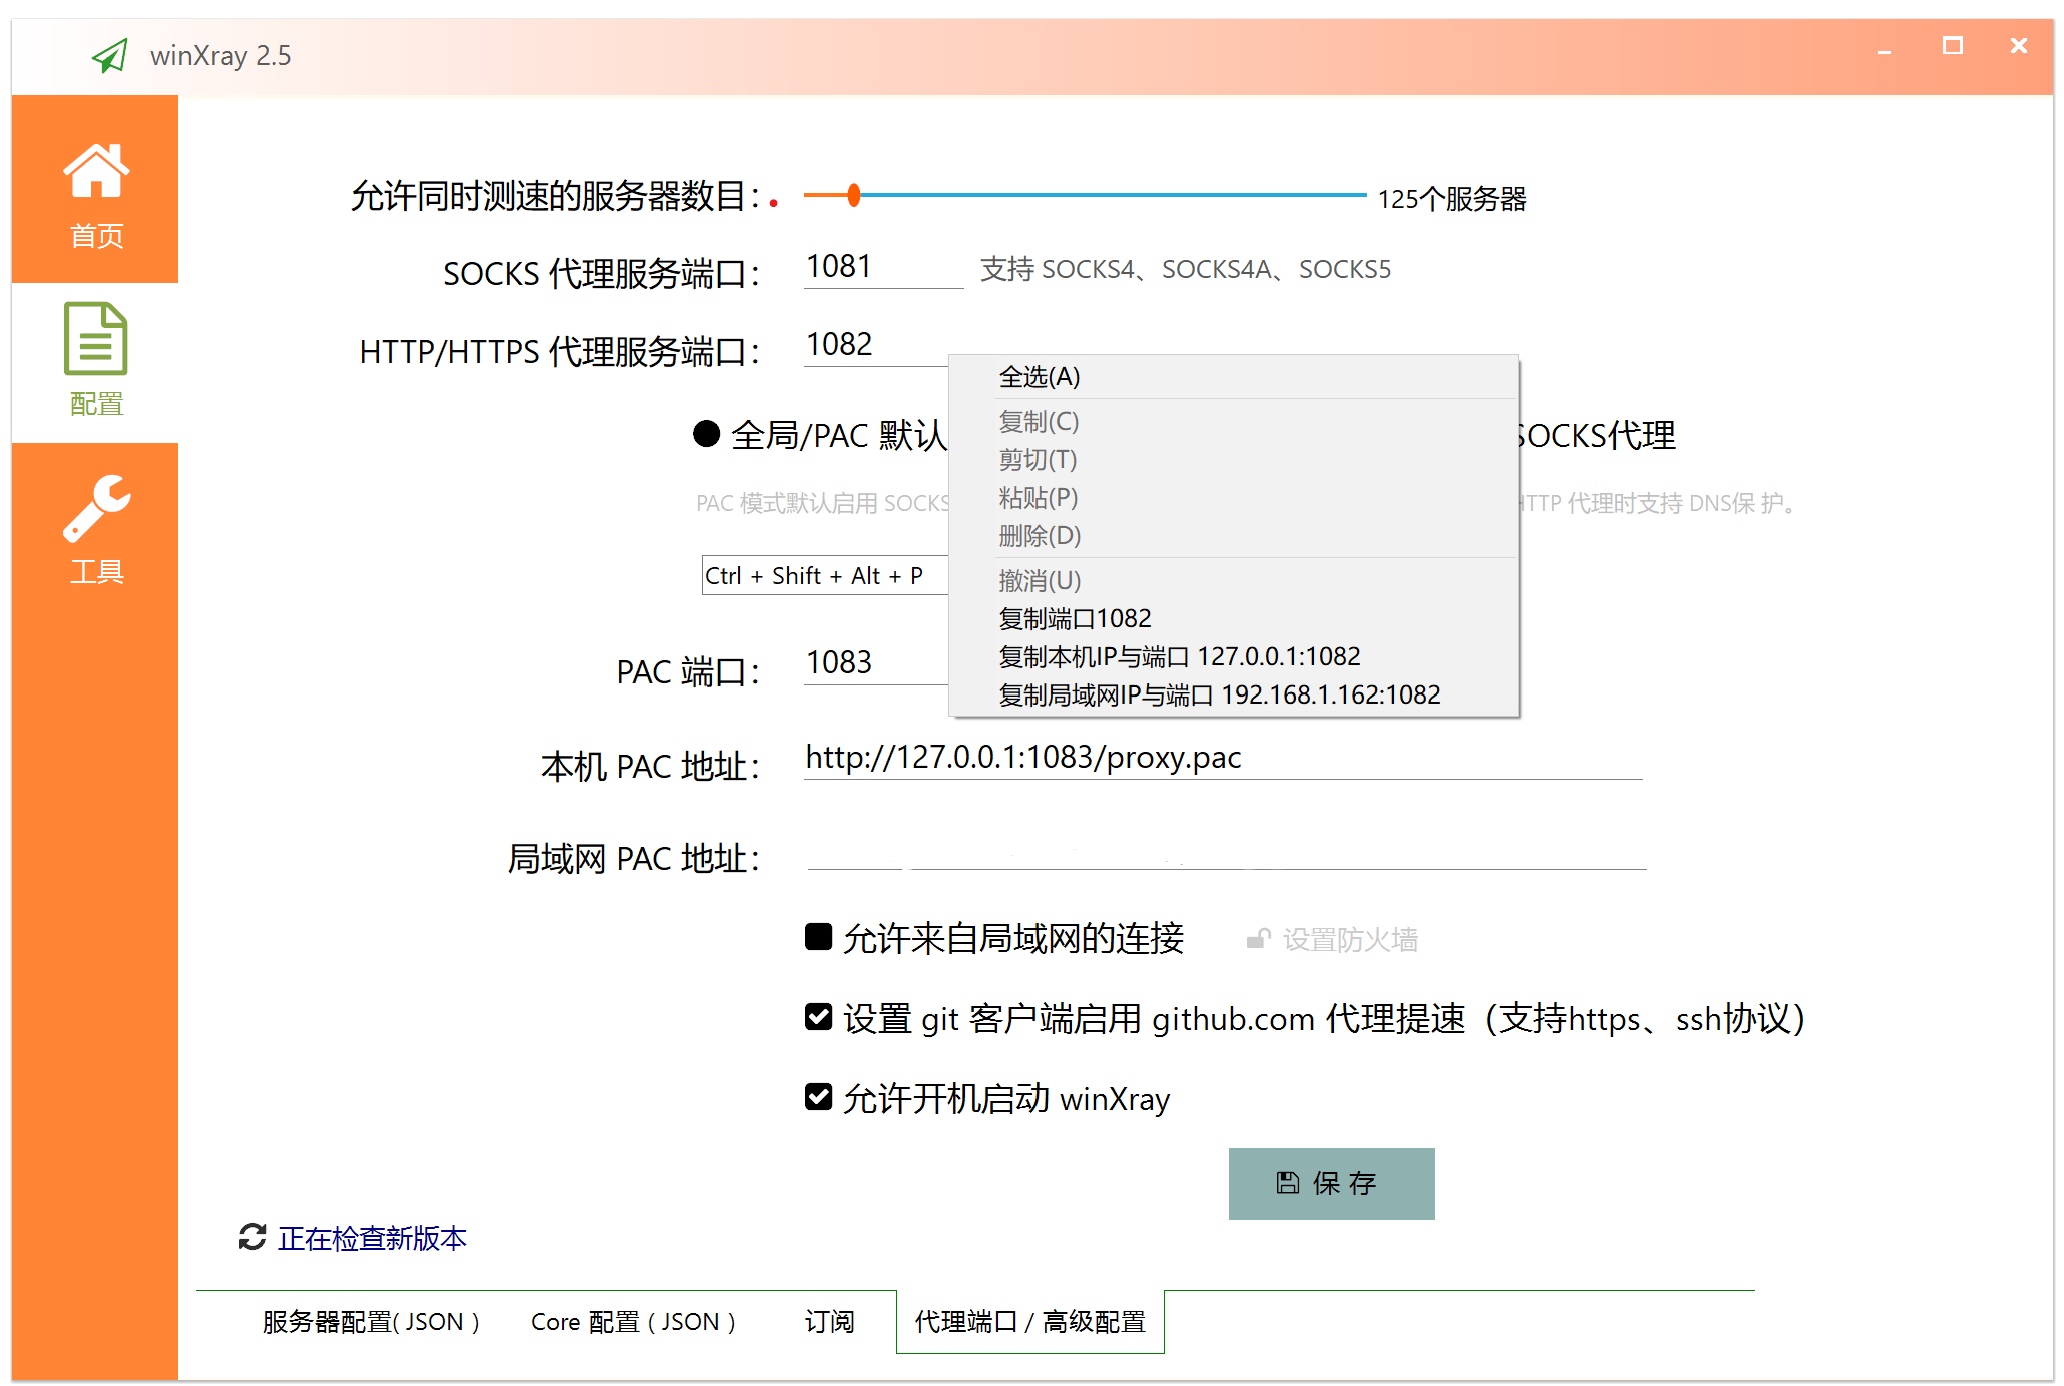 winXray 2.5
首页
配置
工具
允许同时测速的服务器数目：
125个服务器
SOCKS 代理服务端口：
1081
支持 SOCKS4、SOCKS4A、SOCKS5
HTTP/HTTPS 代理服务端口：
1082
全选(A)
复制(C)
剪切(T)
粘贴(P)
删除(D)
撤消(U)
复制端口1082
复制本机IP与端口 127.0.0.1:1082
复制局域网IP与端口 192.168.1.162:1082
全局/PAC 默认
SOCKS代理
PAC 模式默认启用 SOCKS
HTTP 代理时支持 DNS保 护。
Ctrl + Shift + Alt + P
PAC 端口：
1083
本机 PAC 地址：
http://127.0.0.1:1083/proxy.pac
局域网 PAC 地址：
允许来自局域网的连接
设置防火墙
设置 git 客户端启用 github.com 代理提速（支持https、ssh协议）
允许开机启动 winXray
保 存
正在检查新版本
服务器配置( JSON )
Core 配置 ( JSON )
订阅
代理端口 / 高级配置